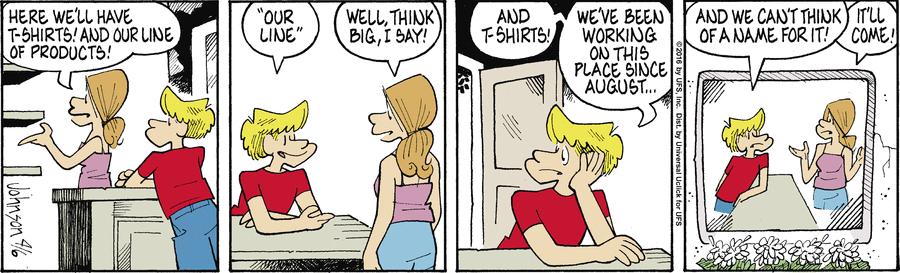 HERE WE'LL HAVE
T-SHIRTS! AND OUR LINE
OF PRODUCTS!
Johnson 9/6
"OUR
LINE"
WELL, THINK
BIG, I SAY!
AND
T-SHIRTS!
WE'VE BEEN
WORKING
ON THIS
PLACE SINCE
AUGUST...
©2016 by UFS, Inc. Dist. by Universal Uclick for UFS
AND WE CAN'T THINK
OF A NAME FOR IT!
IT'LL
COME!